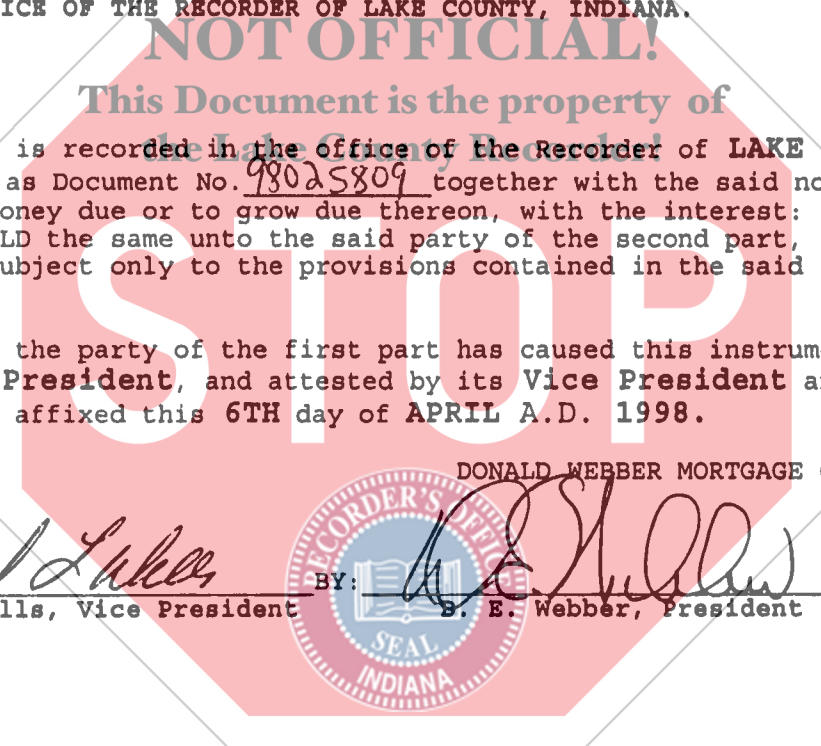 ICE OF THE RECORDER OF LAKE COUNTY, INDIANA.
NOT OFFICIAL!
This Document is the property of
the Lake County Recorder!
is recorded in the office of the Recorder of LAKE
as Document No. 98025809 together with the said no
oney due or to grow due thereon, with the interest:
LD the same unto the said party of the second part,
ubject only to the provisions contained in the said
STOP
the party of the first part has caused this instrum
President, and attested by its Vice President a
affixed this 6TH day of APRIL A.D. 1998.
DONALD WEBBER MORTGAGE
RECORDER'S OFFICE
BY:
lls, Vice President
B. E. Webber, President
SEAL
INDIANA